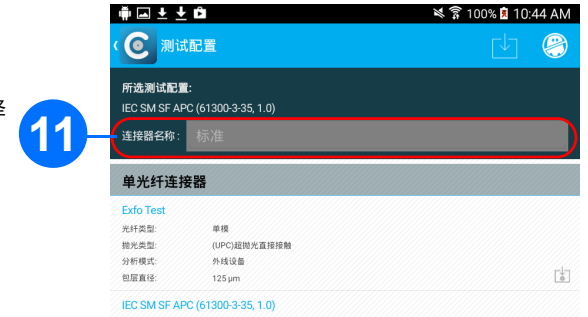 100% 10:44 AM
测试配置
所选测试配置:
IEC SM SF APC (61300-3-35, 1.0)
11
连接器名称: 标准
单光纤连接器
Exfo Test
光纤类型: 单模
抛光类型: (UPC)超抛光直接接触
分析模式: 外线设备
包层直径: 125 µm
IEC SM SF APC (61300-3-35, 1.0)